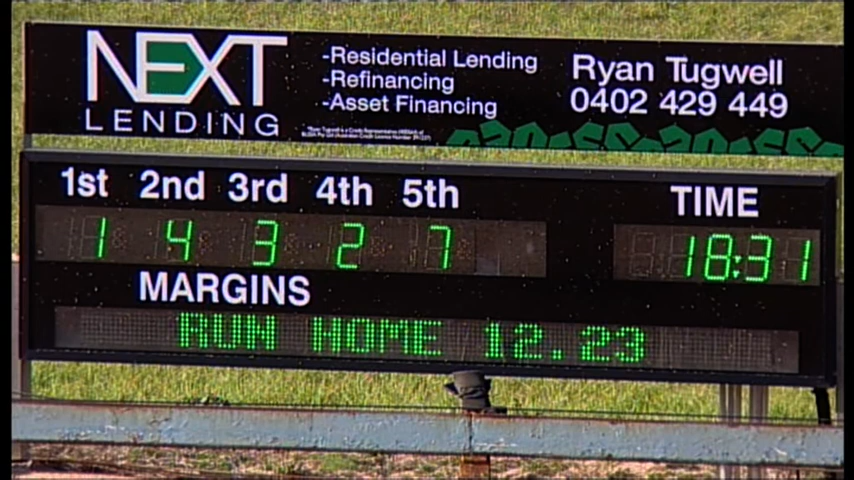 NEXT
LENDING
-Residential Lending
-Refinancing
-Asset Financing
Ryan Tugwell
0402 429 449
1st 2nd 3rd 4th 5th
1 4 3 2 7
TIME
18:31
MARGINS
RUN HOME 12.23